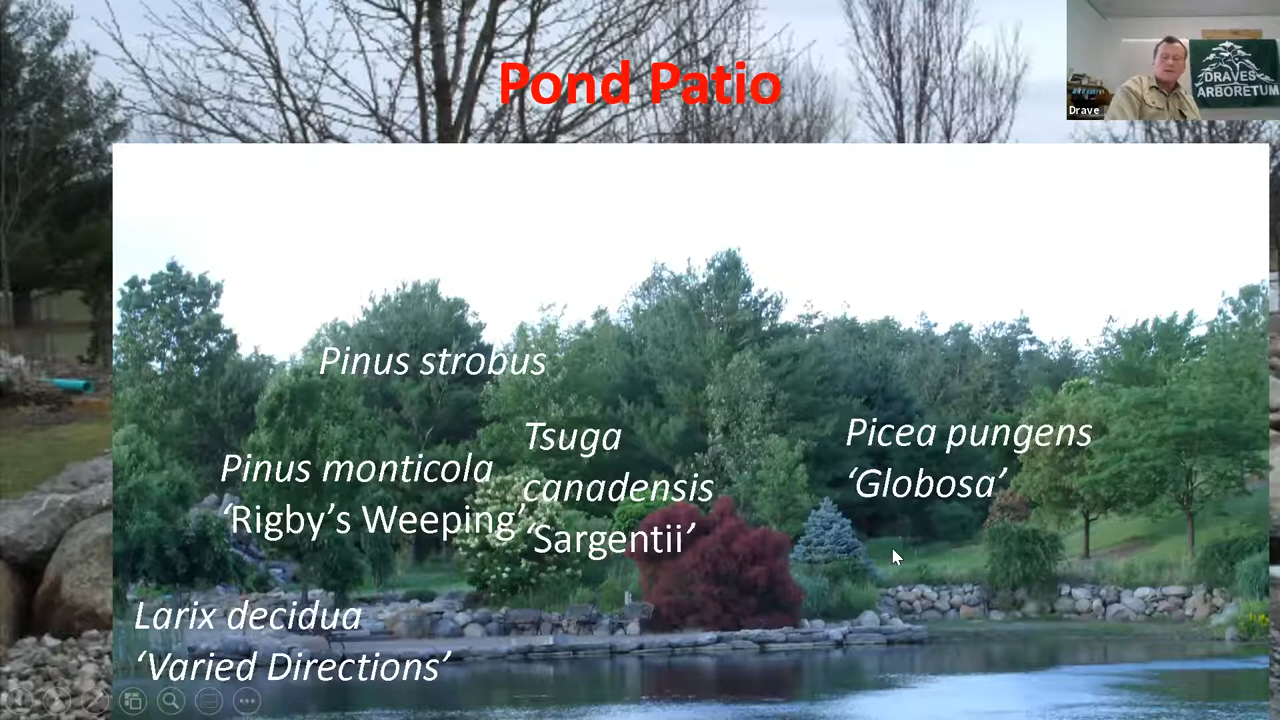 Pond Patio
DRAVES
ARBORETUM
Drave
Pinus strobus
Tsuga
canadensis
‘Sargentii’
Picea pungens
‘Globosa’
Pinus monticola
‘Rigby’s Weeping’
Larix decidua
‘Varied Directions’